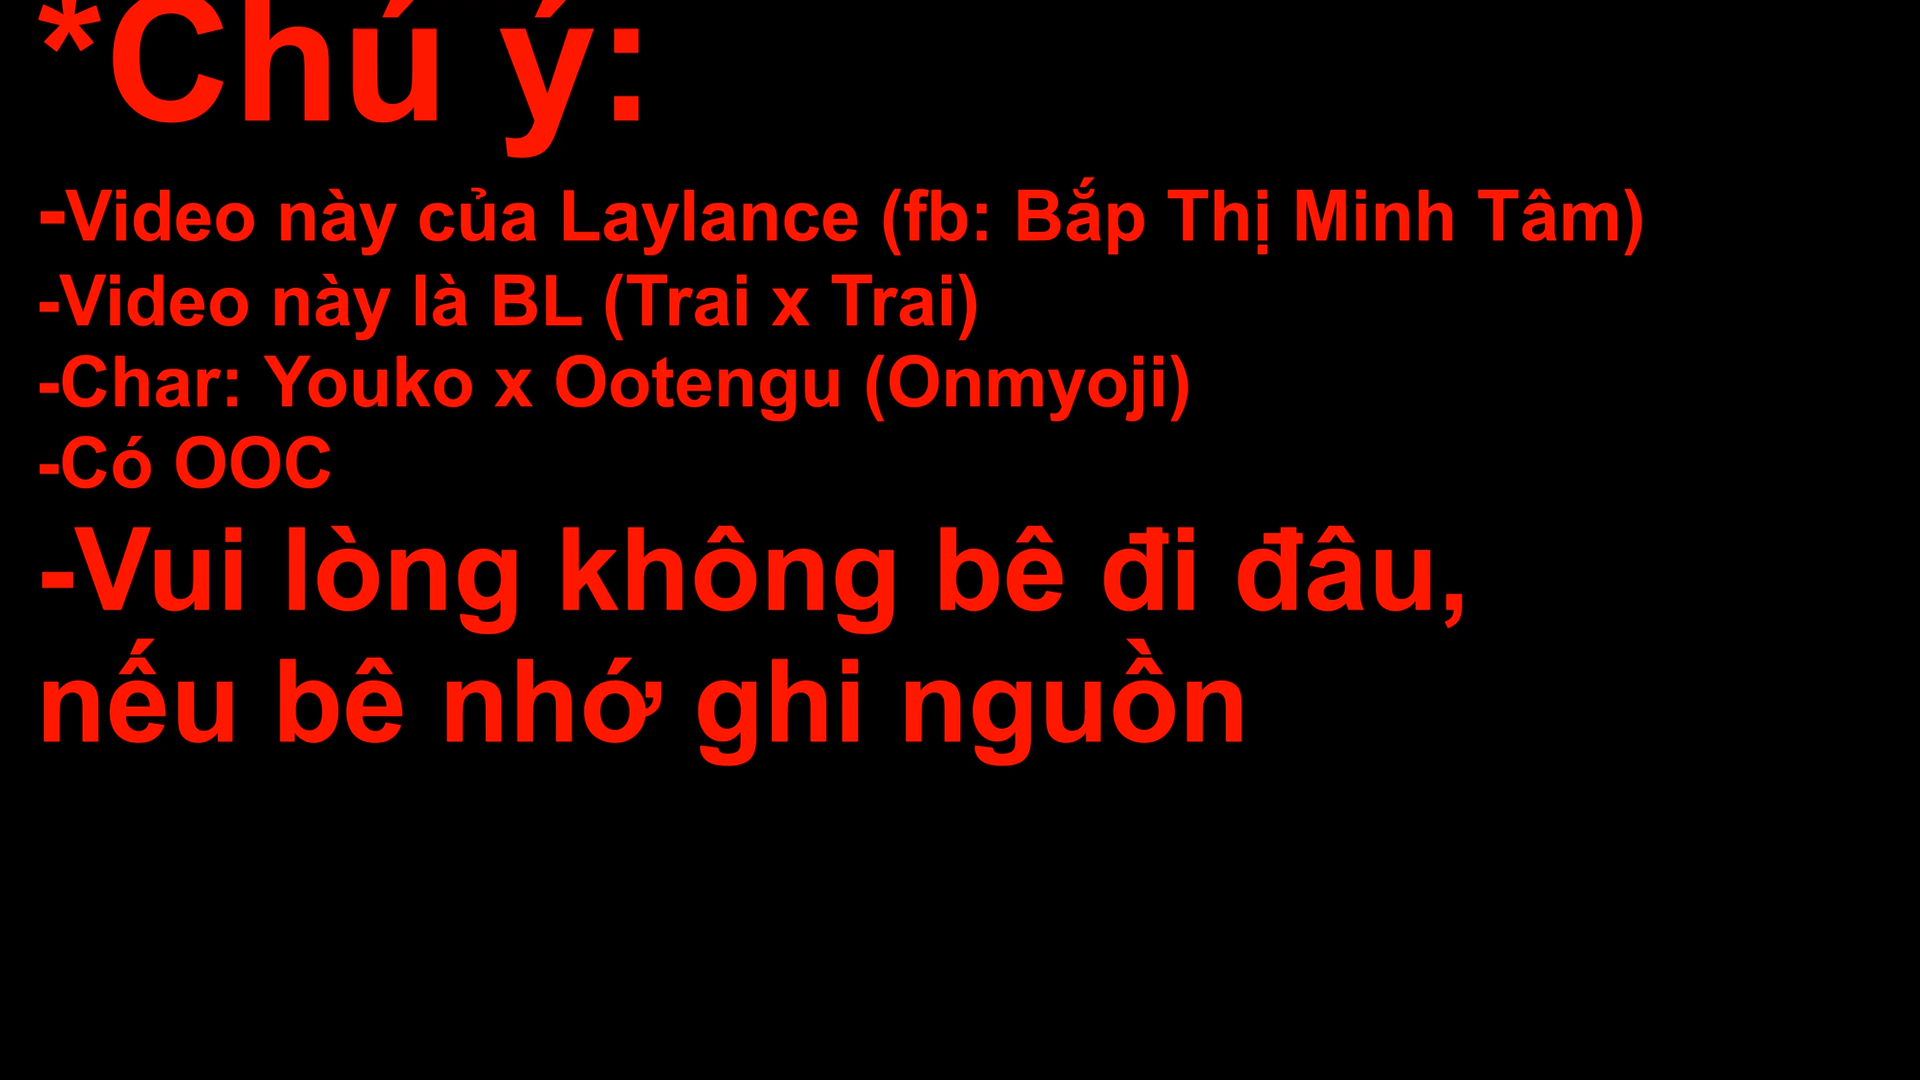 *Chú ý:
-Video này của Laylance (fb: Bắp Thị Minh Tâm)
-Video này là BL (Trai x Trai)
-Char: Youko x Ootengu (Onmyoji)
-Có OOC
-Vui lòng không bê đi đâu,
nếu bê nhớ ghi nguồn